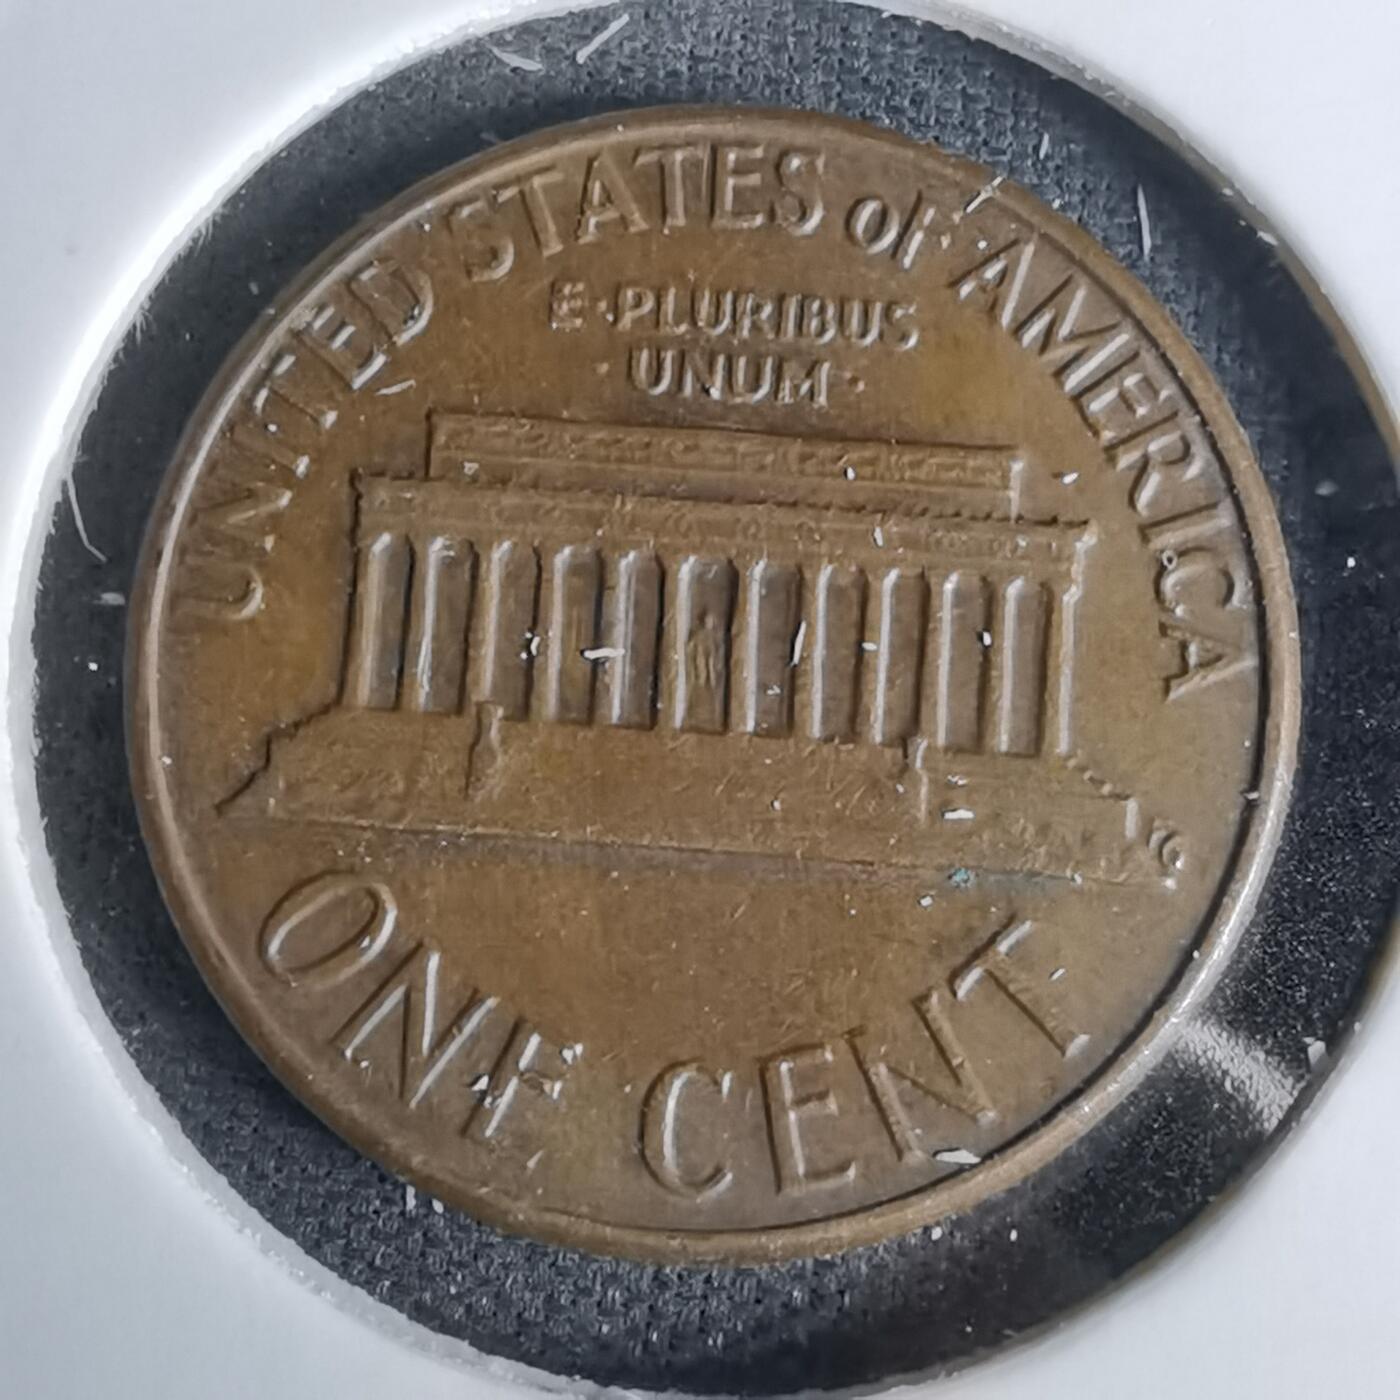 UNITED STATES of AMERICA
E·PLURIBUS
·UNUM·
ONE CENT